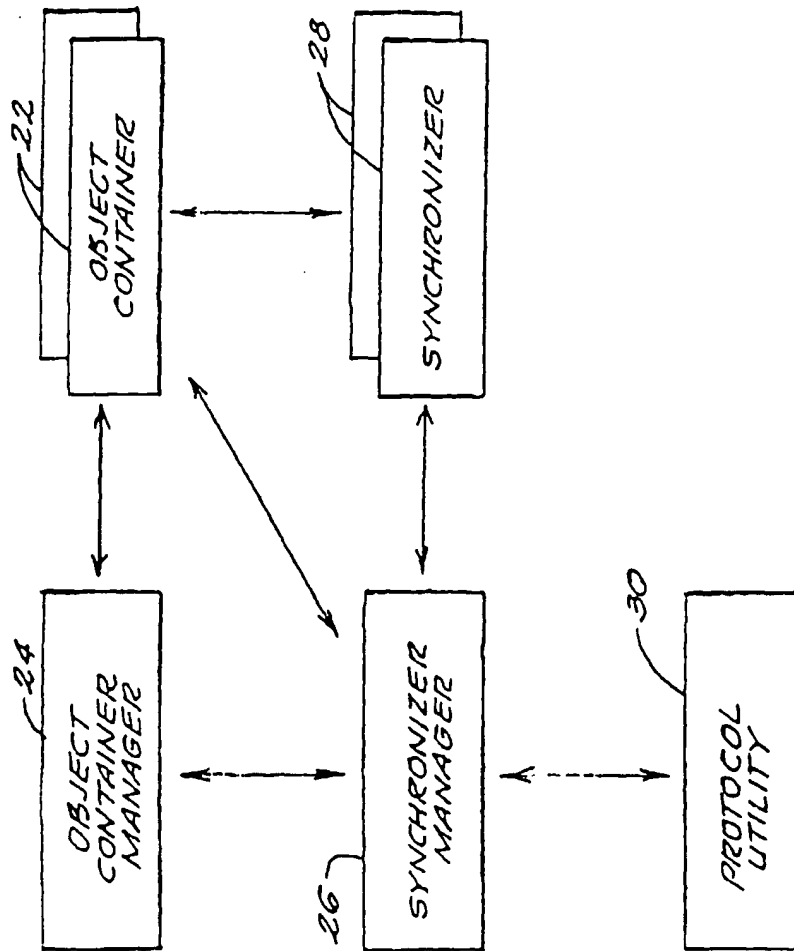 24
OBJECT
CONTAINER
MANAGER
22
OBJECT
CONTAINER
26
SYNCHRONIZER
MANAGER
28
SYNCHRONIZER
30
PROTOCOL
UTILITY